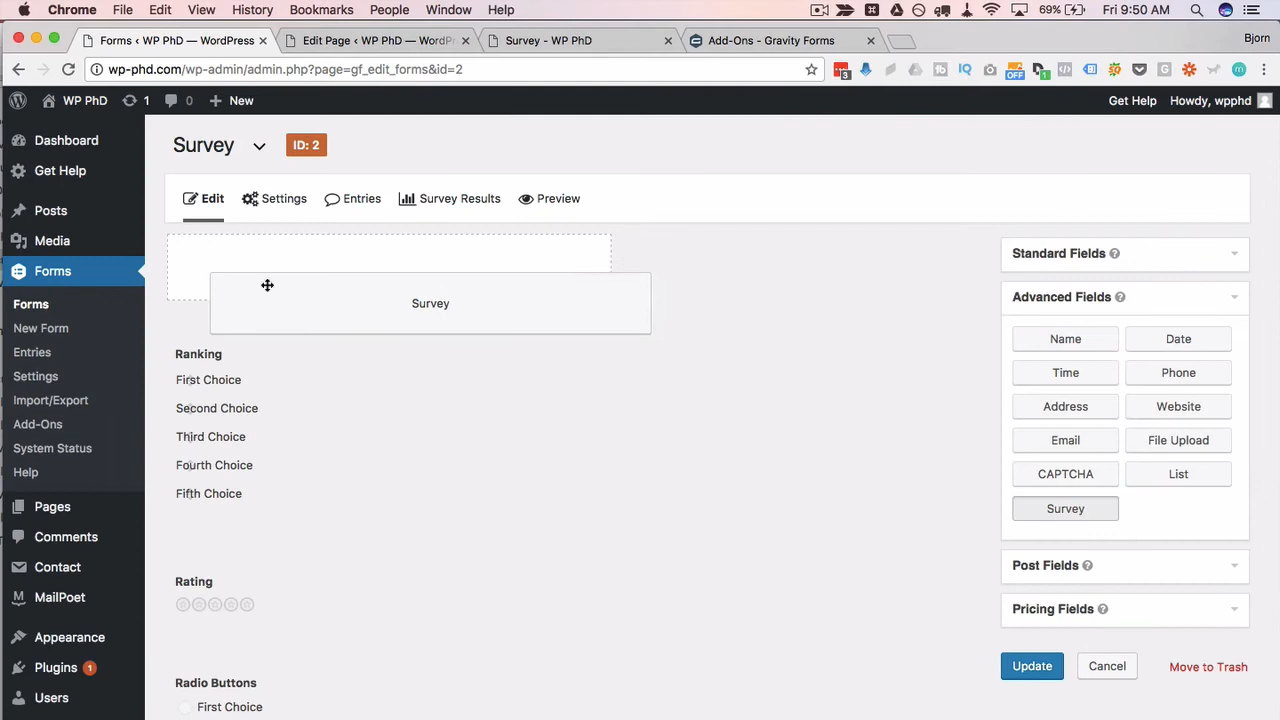 Chrome File Edit View History Bookmarks People Window Help 69% Fri 9:50 AM
Forms ‹ WP PhD — WordPress Edit Page ‹ WP PhD — WordPr Survey - WP PhD Add-Ons - Gravity Forms Bjorn
wp-phd.com/wp-admin/admin.php?page=gf_edit_forms&id=2 3 OFF 1
WP PhD 1 0 New Get Help Howdy, wpphd
Dashboard
Get Help
Posts
Media
Forms
Forms
New Form
Entries
Settings
Import/Export
Add-Ons
System Status
Help
Pages
Comments
Contact
MailPoet
Appearance
Plugins 1
Users
Survey ID: 2
Edit Settings Entries Survey Results Preview
Survey
Ranking
First Choice
Second Choice
Third Choice
Fourth Choice
Fifth Choice
Rating
Radio Buttons
First Choice
Standard Fields
Advanced Fields
Name Date
Time Phone
Address Website
Email File Upload
CAPTCHA List
Survey
Post Fields
Pricing Fields
Update Cancel Move to Trash